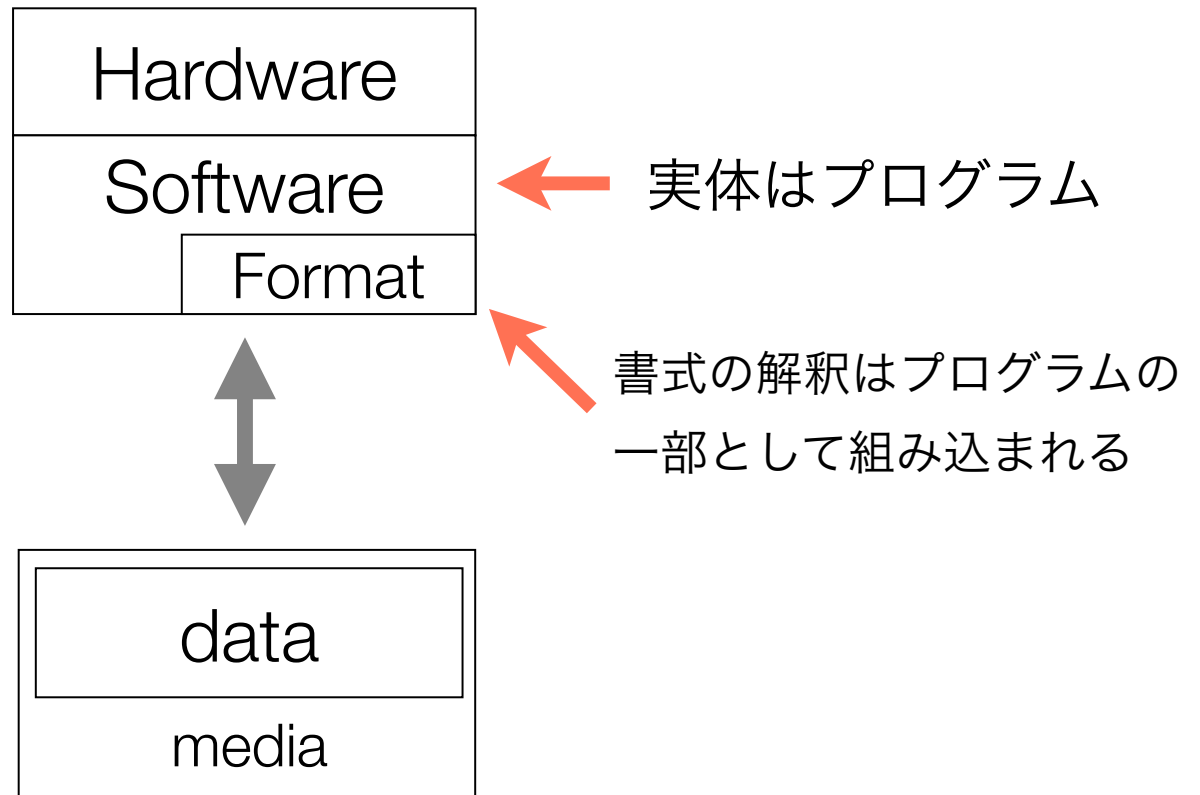 Hardware
Software
実体はプログラム
Format
書式の解釈はプログラムの
一部として組み込まれる
data
media